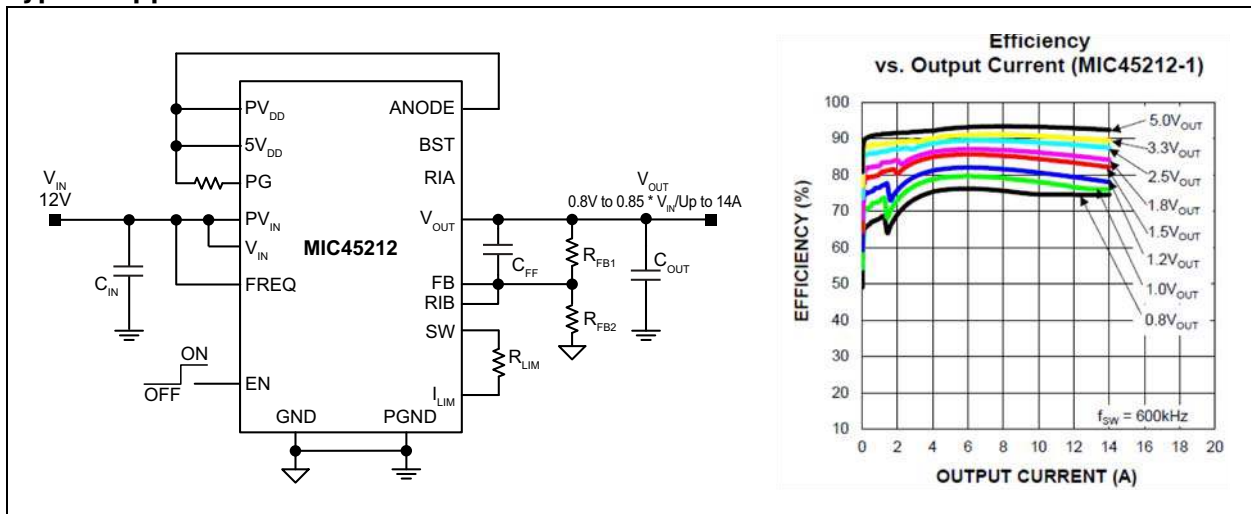 V_IN
12V
C_IN
OFF
ON
PV_DD
5V_DD
PG
PV_IN
V_IN
FREQ
EN
GND
PGND
MIC45212
ANODE
BST
RIA
V_OUT
FB
RIB
SW
I_LIM
C_FF
R_FB1
R_FB2
R_LIM
C_OUT
V_OUT
0.8V to 0.85 * V_IN/Up to 14A
Efficiency
vs. Output Current (MIC45212-1)
EFFICIENCY (%)
100
90
80
70
60
50
40
30
20
10
5.0V_OUT
3.3V_OUT
2.5V_OUT
1.8V_OUT
1.5V_OUT
1.2V_OUT
1.0V_OUT
0.8V_OUT
f_SW = 600kHz
0 2 4 6 8 10 12 14 16 18 20
OUTPUT CURRENT (A)